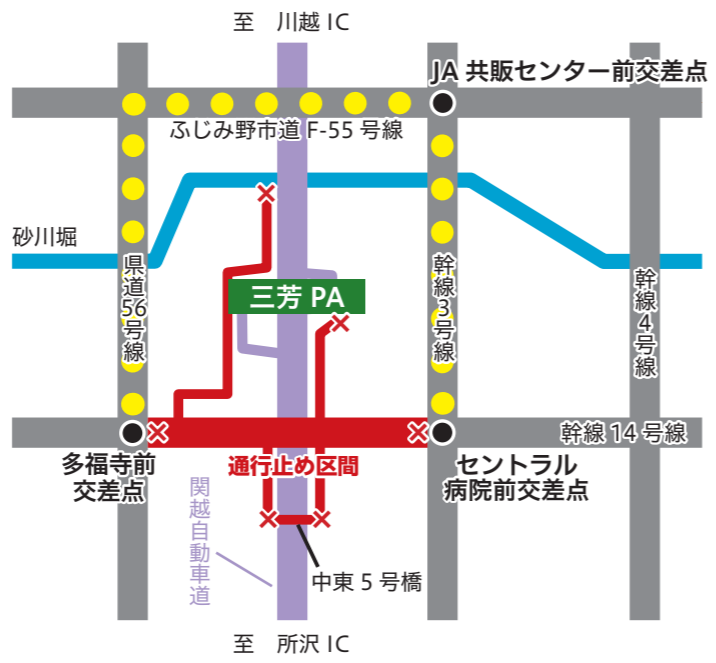 至 川越 IC
JA 共販センター前交差点
ふじみ野市道 F-55 号線
砂川堀
県道56号線
三芳 PA
幹線3号線
幹線4号線
幹線 14 号線
多福寺前
交差点
通行止め区間
セントラル
病院前交差点
関越自動車道
中東 5 号橋
至 所沢 IC